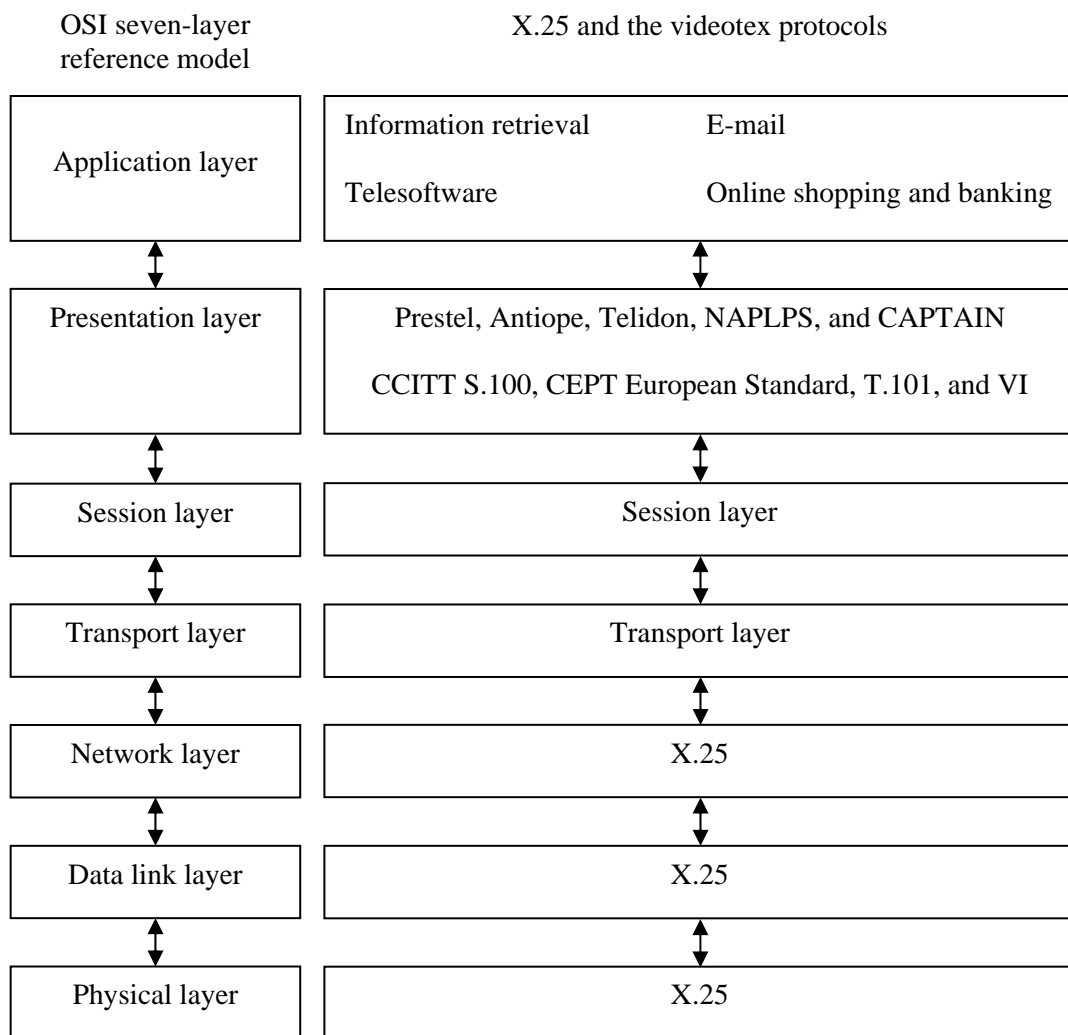 OSI seven-layer
reference model
X.25 and the videotex protocols
Application layer
Information retrieval E-mail
Telesoftware Online shopping and banking
Presentation layer
Prestel, Antiope, Telidon, NAPLPS, and CAPTAIN
CCITT S.100, CEPT European Standard, T.101, and VI
Session layer
Session layer
Transport layer
Transport layer
Network layer
X.25
Data link layer
X.25
Physical layer
X.25